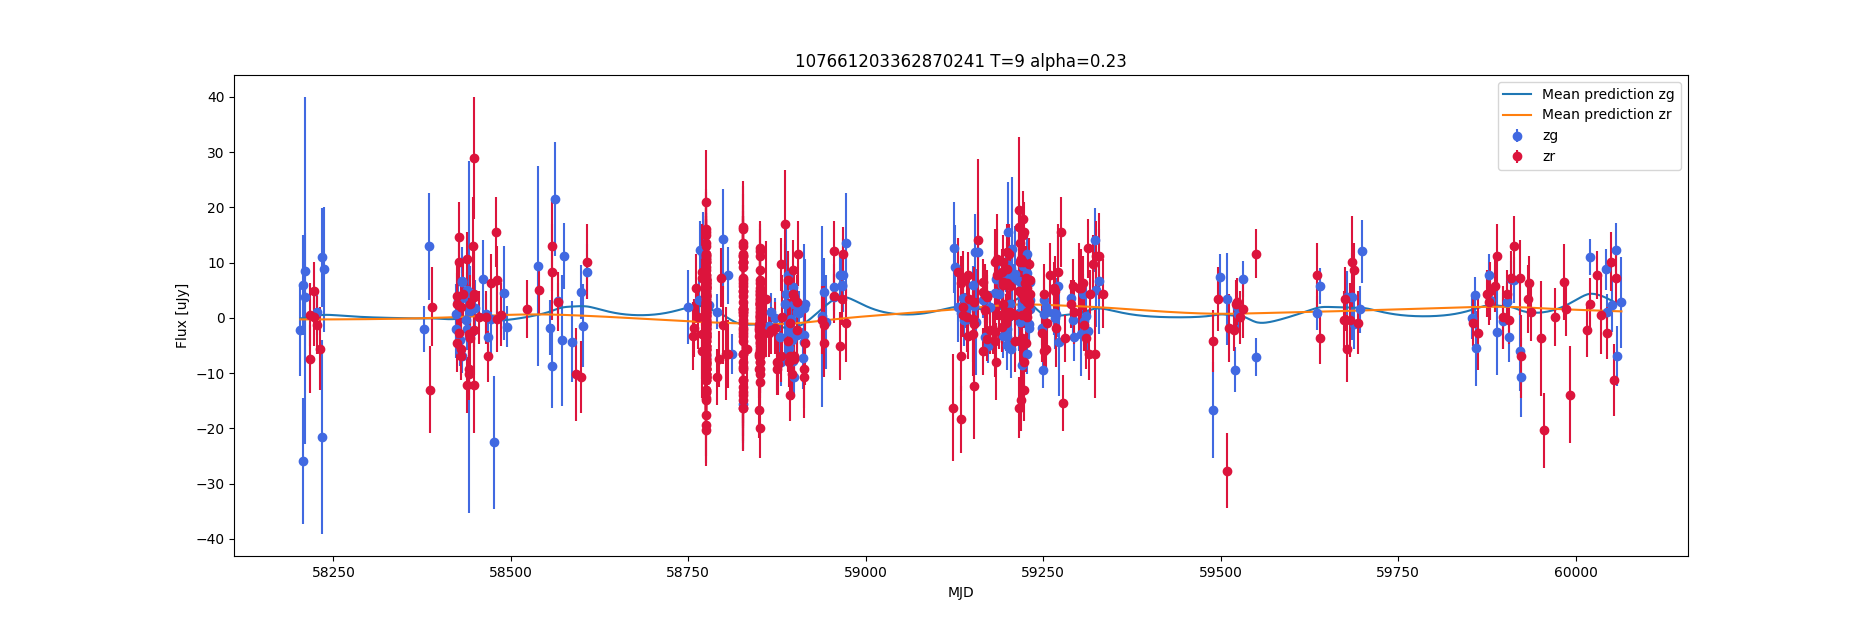 107661203362870241 T=9 alpha=0.23
Flux [uJy]
40
30
20
10
0
−10
−20
−30
−40
58250
58500
58750
59000
59250
59500
59750
60000
MJD
Mean prediction zg
Mean prediction zr
zg
zr